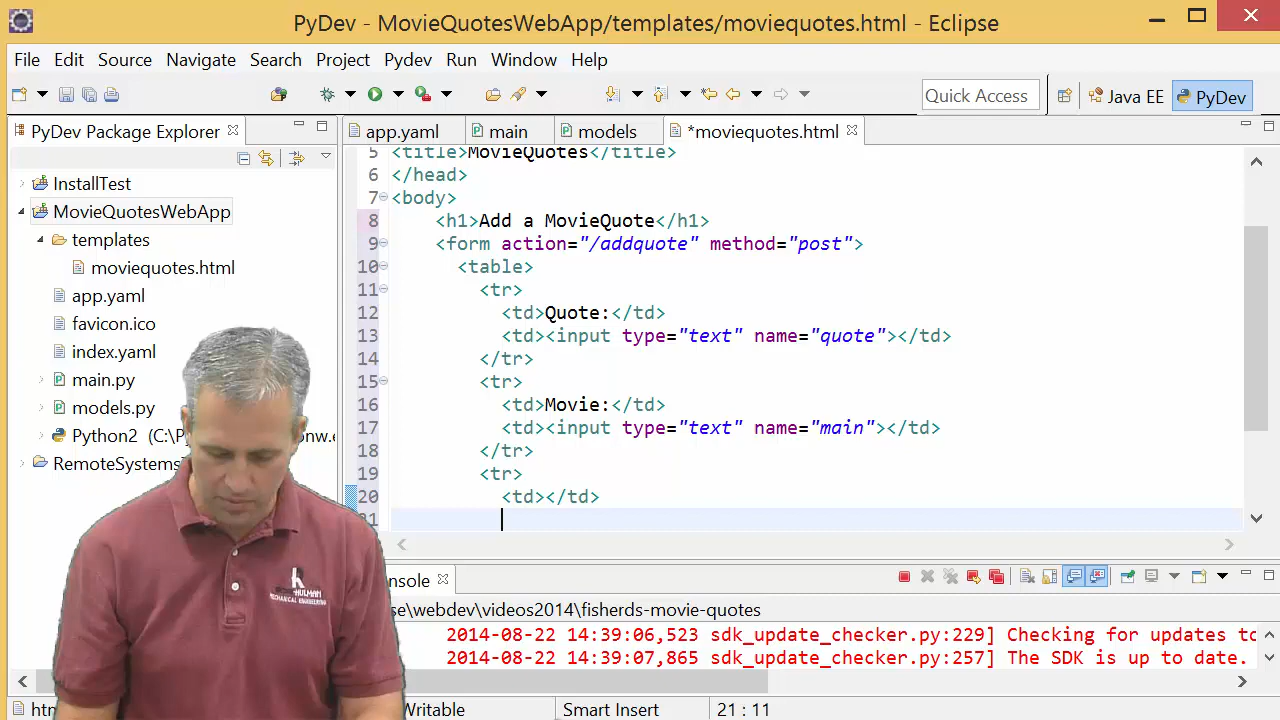 PyDev - MovieQuotesWebApp/templates/moviequotes.html - Eclipse
File Edit Source Navigate Search Project Pydev Run Window Help
Quick Access Java EE PyDev
PyDev Package Explorer
app.yaml main models *moviequotes.html
InstallTest
MovieQuotesWebApp
templates
moviequotes.html
app.yaml
favicon.ico
index.yaml
main.py
models.py
Python2 (C:\P
onw.e
RemoteSystemsT
5 <title>MovieQuotes</title>
6 </head>
7 <body>
8 <h1>Add a MovieQuote</h1>
9 <form action="/addquote" method="post">
10 <table>
11 <tr>
12 <td>Quote:</td>
13 <td><input type="text" name="quote"></td>
14 </tr>
15 <tr>
16 <td>Movie:</td>
17 <td><input type="text" name="main"></td>
18 </tr>
19 <tr>
20 <td></td>
21
nsole
se\webdev\videos2014\fisherds-movie-quotes
2014-08-22 14:39:06,523 sdk_update_checker.py:229] Checking for updates to
2014-08-22 14:39:07,865 sdk_update_checker.py:257] The SDK is up to date.
HULMAN
MECHANICAL ENGINEERING
htm
Writable Smart Insert 21 : 11